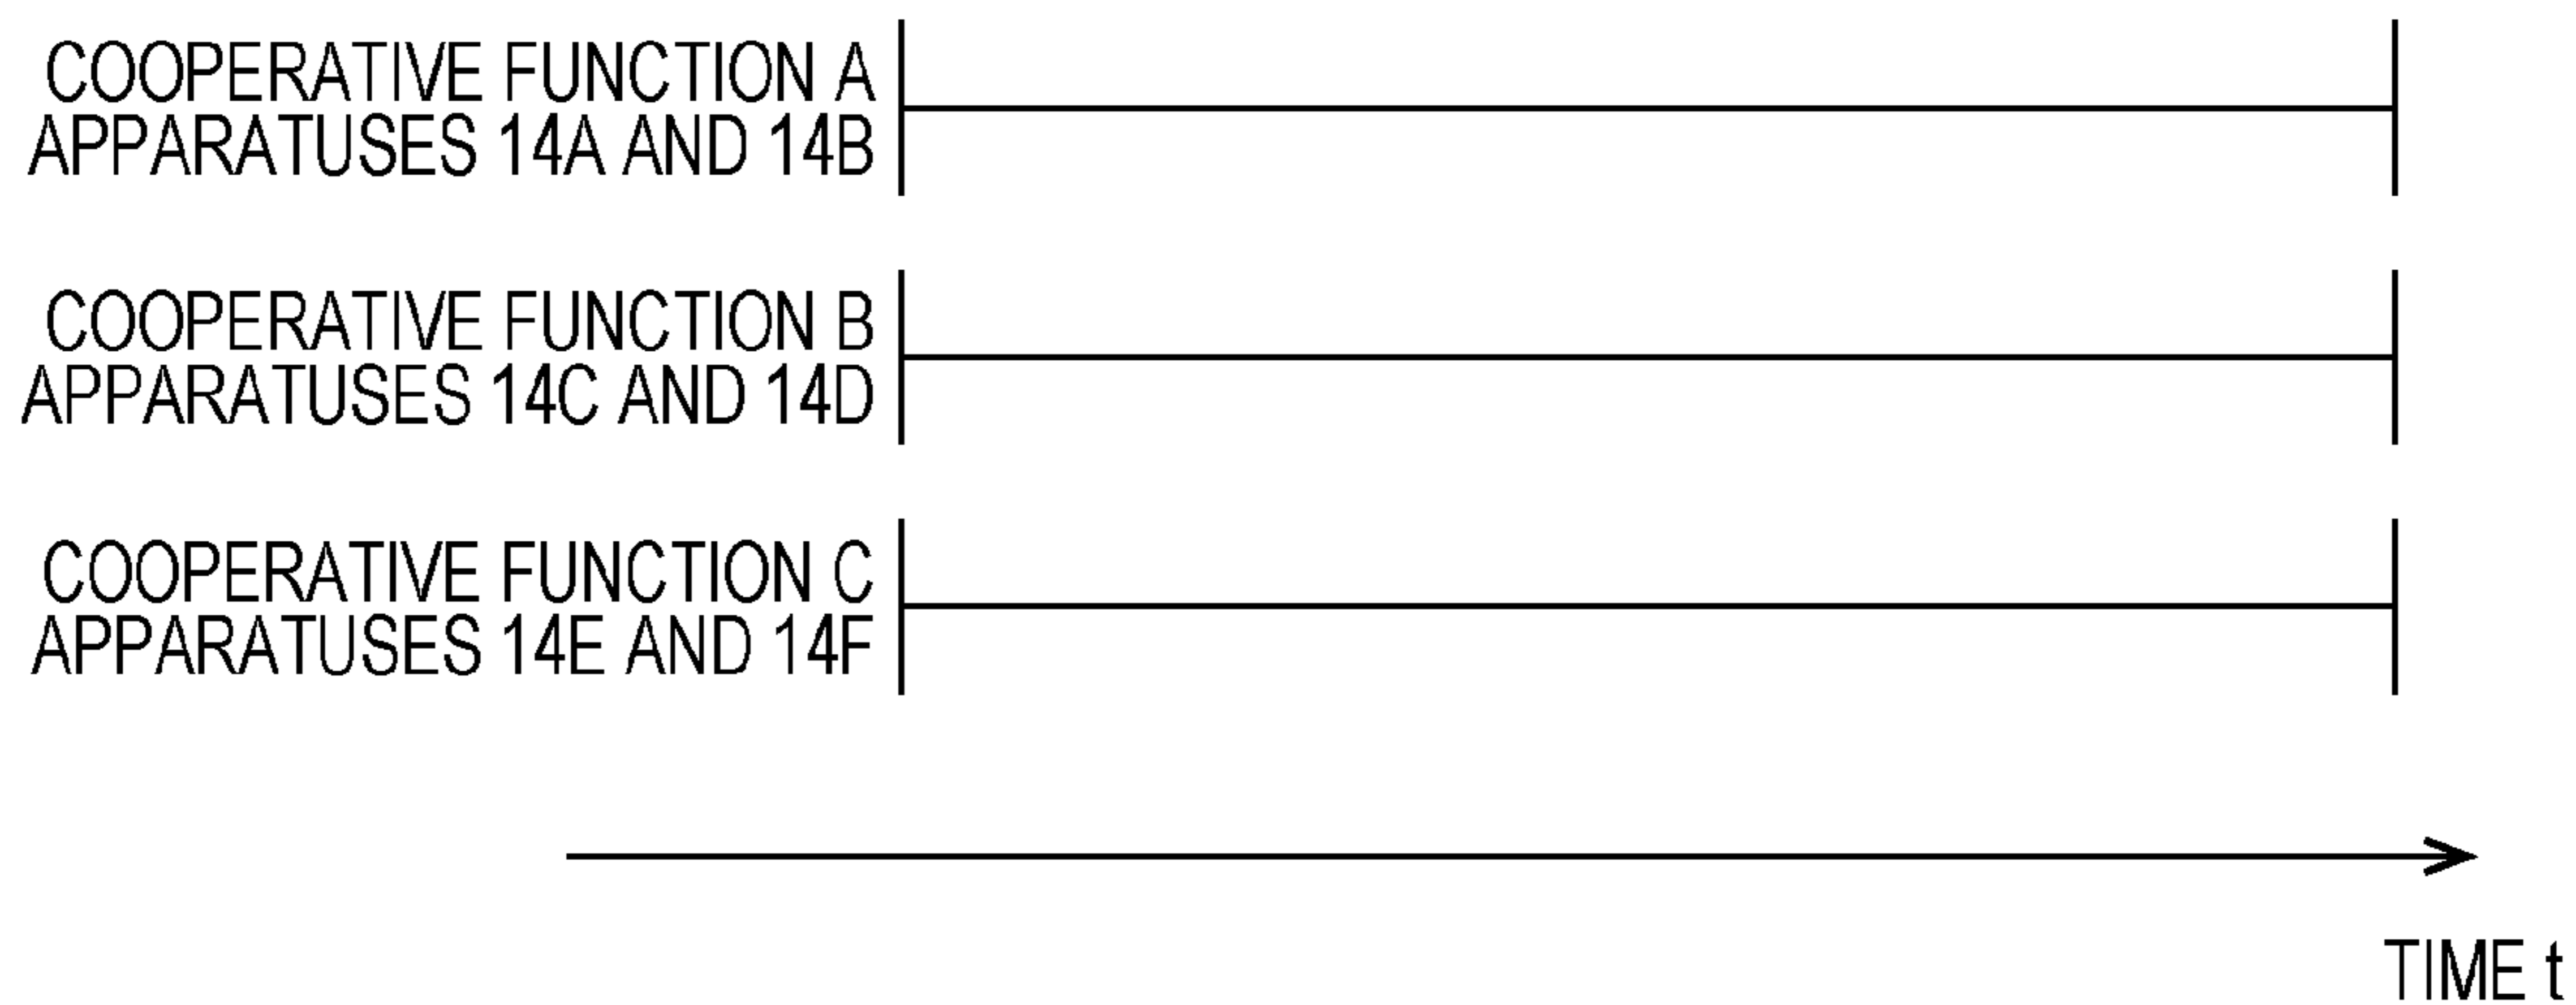 COOPERATIVE FUNCTION A
APPARATUSES 14A AND 14B
COOPERATIVE FUNCTION B
APPARATUSES 14C AND 14D
COOPERATIVE FUNCTION C
APPARATUSES 14E AND 14F
TIME t